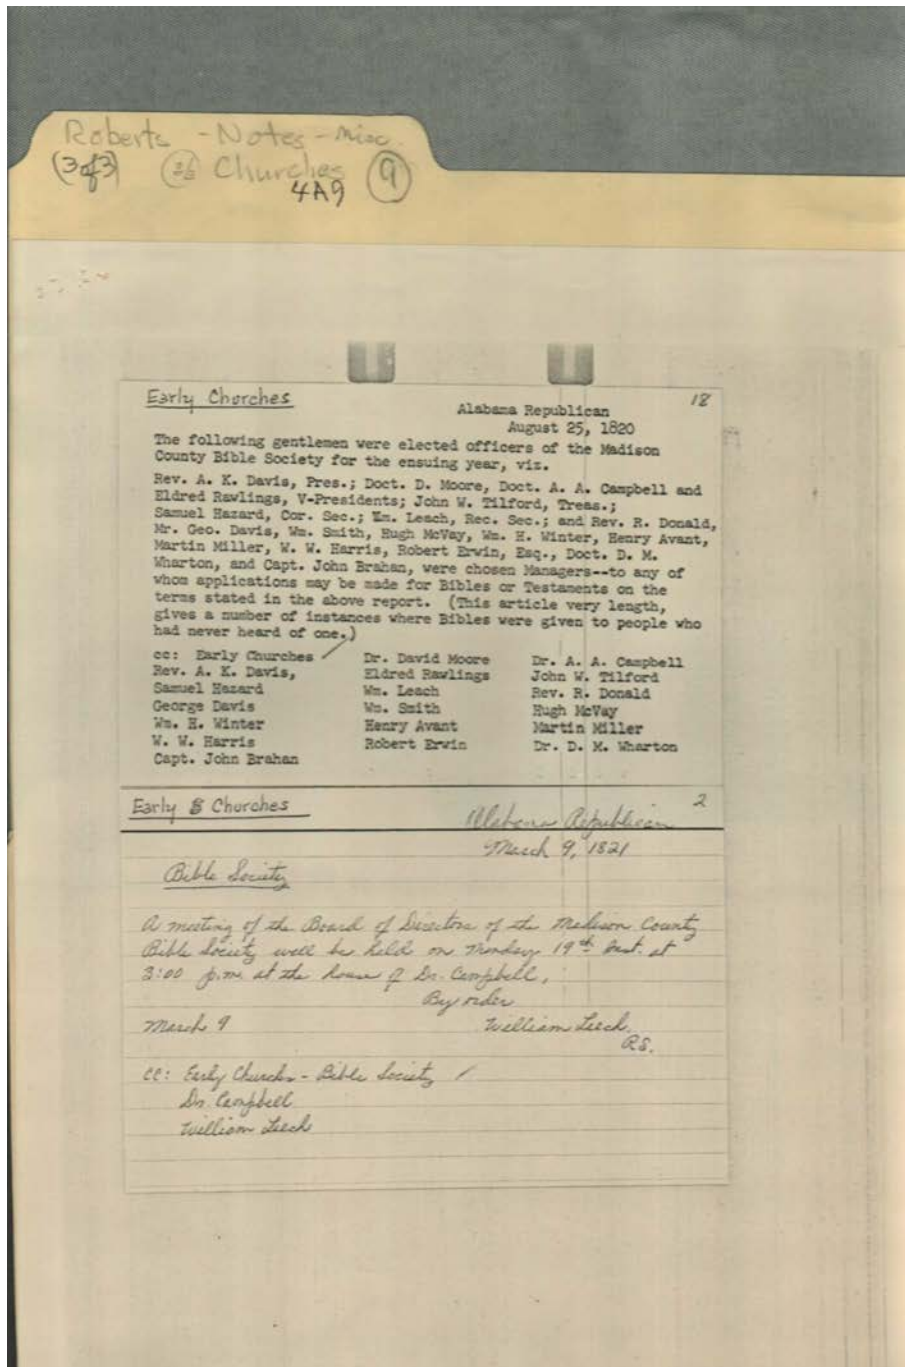 Roberts - Notes - Misc.
(3 of 3) Churches 9
4A9
Early Churches 18
Alabama Republican
August 25, 1820
The following gentlemen were elected officers of the Madison
County Bible Society for the ensuing year, viz.
Rev. A. K. Davis, Pres.; Doct. D. Moore, Doct. A. A. Campbell and
Eldred Rawlings, V-Presidents; John W. Tilford, Treas.;
Samuel Hazard, Cor. Sec.; Wm. Leach, Rec. Sec.; and Rev. R. Donald,
Mr. Geo. Davis, Wm. Smith, Hugh McVay, Wm. H. Winter, Henry Avant,
Martin Miller, W. W. Harris, Robert Erwin, Esq., Doct. D. M.
Wharton, and Capt. John Brahan, were chosen Managers--to any of
whom applications may be made for Bibles or Testaments on the
terms stated in the above report. (This article very length,
gives a number of instances where Bibles were given to people who
had never heard of one.)
cc: Early Churches Dr. David Moore Dr. A. A. Campbell
Rev. A. K. Davis, Eldred Rawlings John W. Tilford
Samuel Hazard Wm. Leach Rev. R. Donald
George Davis Wm. Smith Hugh McVay
Wm. H. Winter Henry Avant Martin Miller
W. W. Harris Robert Erwin Dr. D. M. Wharton
Capt. John Brahan
Early Churches 2
Alabama Republican
March 9, 1821
Bible Society
A meeting of the Board of Directors of the Madison County
Bible Society will be held on Monday 19th inst. at
3:00 p.m. at the house of Dr. Campbell,
By order
March 9 William Leech.
R.S.
cc: Early Churches - Bible Society
Dr. Campbell
William Leech